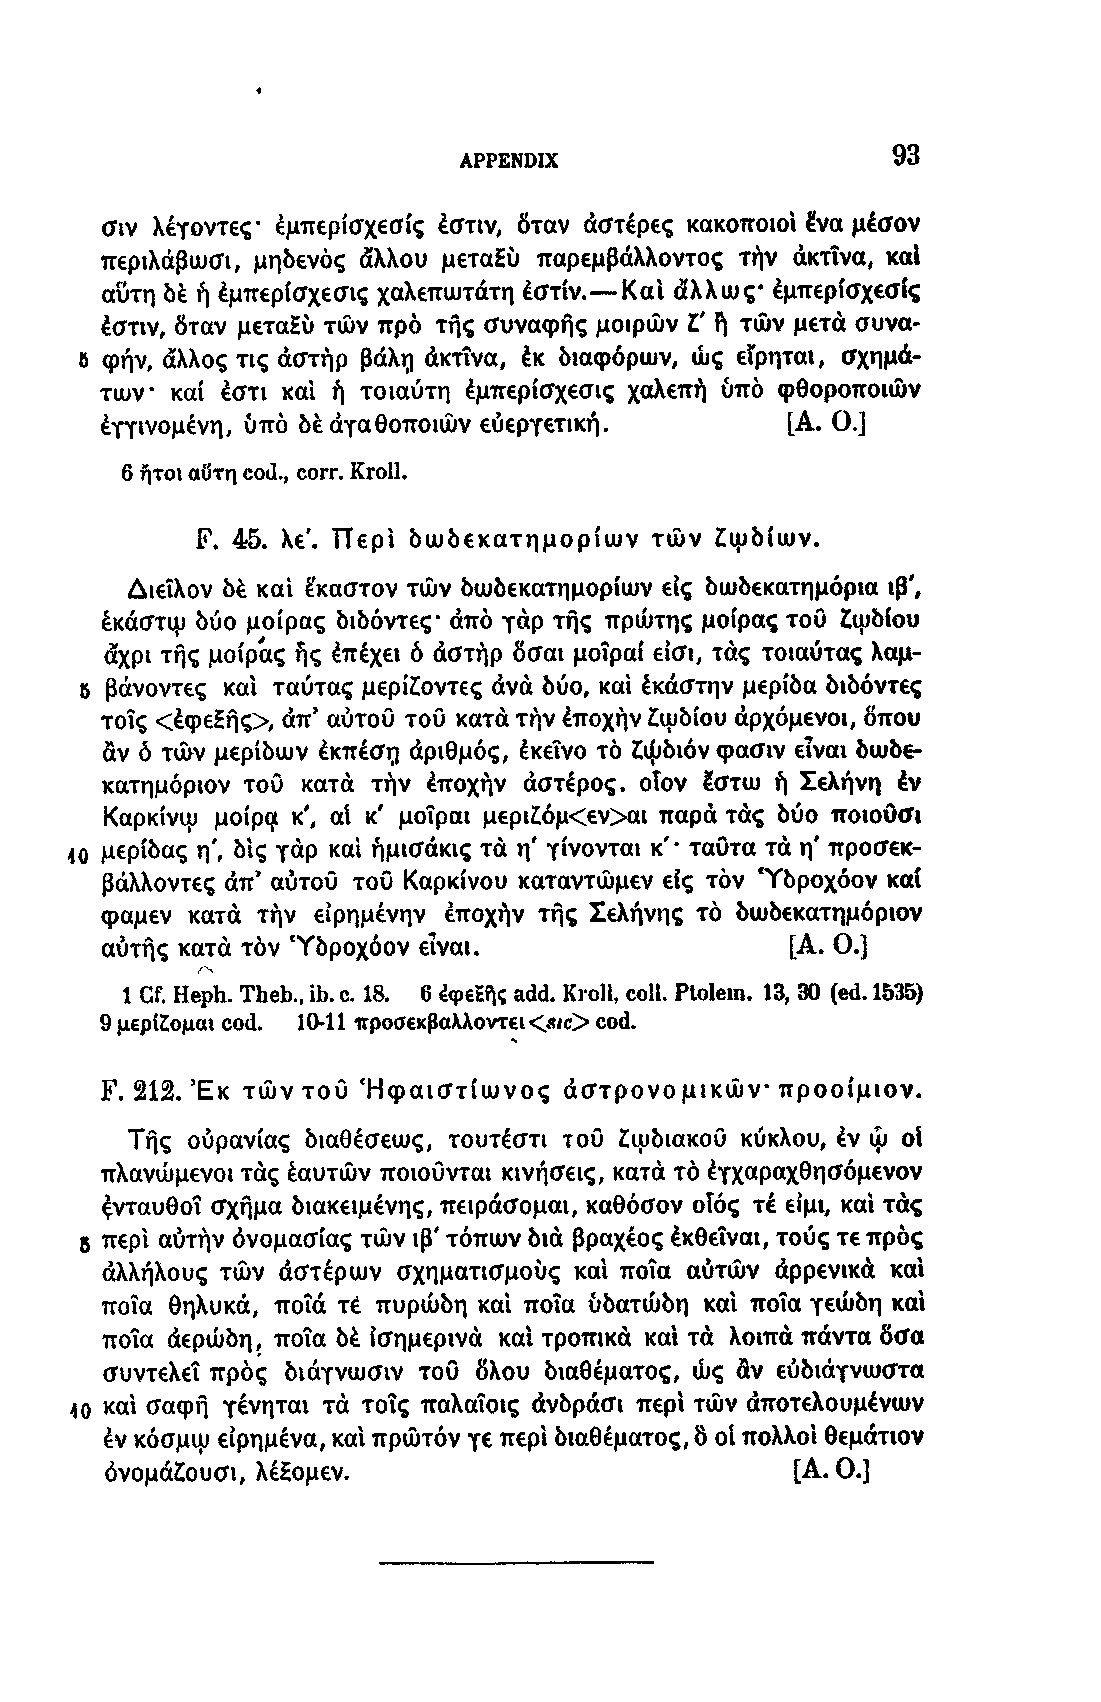 APPENDIX 93
σιν λέγοντες· ἐμπερίσχεσίς ἐστιν, ὅταν ἀστέρες κακοποιοὶ ἕνα μέσον
περιλάβωσι, μηδενὸς ἄλλου μεταξὺ παρεμβάλλοντος τὴν ἀκτῖνα, καὶ
αὕτη δὲ ἡ ἐμπερίσχεσις χαλεπωτάτη ἐστίν.—Καὶ ἄλλως· ἐμπερίσχεσίς
ἐστιν, ὅταν μεταξὺ τῶν πρὸ τῆς συναφῆς μοιρῶν ζ′ ἢ τῶν μετὰ συνα-
5 φήν, ἄλλος τις ἀστὴρ βάλῃ ἀκτῖνα, ἐκ διαφόρων, ὡς εἴρηται, σχημά-
των· καί ἐστι καὶ ἡ τοιαύτη ἐμπερίσχεσις χαλεπὴ ὑπὸ φθοροποιῶν
ἐγγινομένη, ὑπὸ δὲ ἀγαθοποιῶν εὐεργετική. [A. O.]
6 ἤτοι αὕτη cod., corr. Kroll.
F. 45. λε′. Περὶ δωδεκατημορίων τῶν ζῳδίων.
Διεῖλον δὲ καὶ ἕκαστον τῶν δωδεκατημορίων εἰς δωδεκατημόρια ιβ′,
ἑκάστῳ δύο μοίρας διδόντες· ἀπὸ γὰρ τῆς πρώτης μοίρας τοῦ ζῳδίου
ἄχρι τῆς μοίρας ἧς ἐπέχει ὁ ἀστὴρ ὅσαι μοῖραί εἰσι, τὰς τοιαύτας λαμ-
5 βάνοντες καὶ ταύτας μερίζοντες ἀνὰ δύο, καὶ ἑκάστην μερίδα διδόντες
τοῖς <ἐφεξῆς>, ἀπ’ αὐτοῦ τοῦ κατὰ τὴν ἐποχὴν ζῳδίου ἀρχόμενοι, ὅπου
ἂν ὁ τῶν μερίδων ἐκπέσῃ ἀριθμός, ἐκεῖνο τὸ ζῴδιόν φασιν εἶναι δωδε-
κατημόριον τοῦ κατὰ τὴν ἐποχὴν ἀστέρος. οἷον ἔστω ἡ Σελήνη ἐν
Καρκίνῳ μοίρᾳ κ′, αἱ κ′ μοῖραι μεριζόμ<εν>αι παρὰ τὰς δύο ποιοῦσι
10 μερίδας η′, δὶς γὰρ καὶ ἡμισάκις τὰ η′ γίνονται κ′· ταῦτα τὰ η′ προσεκ-
βάλλοντες ἀπ’ αὐτοῦ τοῦ Καρκίνου καταντῶμεν εἰς τὸν Ὑδροχόον καί
φαμεν κατὰ τὴν εἰρημένην ἐποχὴν τῆς Σελήνης τὸ δωδεκατημόριον
αὐτῆς κατὰ τὸν Ὑδροχόον εἶναι. [A. O.]
1 Cf. Heph. Theb., ib. c. 18. 6 ἐφεξῆς add. Kroll, coll. Ptolem. 13, 30 (ed. 1535)
9 μερίζομαι cod. 10-11 προσεκβαλλοντει <sic> cod.
F. 212. Ἐκ τῶν τοῦ Ἡφαιστίωνος ἀστρονομικῶν· προοίμιον.
Τῆς οὐρανίας διαθέσεως, τουτέστι τοῦ ζῳδιακοῦ κύκλου, ἐν ᾧ οἱ
πλανώμενοι τὰς ἑαυτῶν ποιοῦνται κινήσεις, κατὰ τὸ ἐγχαραχθησόμενον
ἐνταυθοῖ σχῆμα διακειμένης, πειράσομαι, καθόσον οἷός τέ εἰμι, καὶ τὰς
5 περὶ αὐτὴν ὀνομασίας τῶν ιβ′ τόπων διὰ βραχέος ἐκθεῖναι, τούς τε πρὸς
ἀλλήλους τῶν ἀστέρων σχηματισμοὺς καὶ ποῖα αὐτῶν ἀρρενικὰ καὶ
ποῖα θηλυκά, ποῖά τέ πυρώδη καὶ ποῖα ὑδατώδη καὶ ποῖα γεώδη καὶ
ποῖα ἀερώδη, ποῖα δὲ ἰσημερινὰ καὶ τροπικὰ καὶ τὰ λοιπὰ πάντα ὅσα
συντελεῖ πρὸς διάγνωσιν τοῦ ὅλου διαθέματος, ὡς ἂν εὐδιάγνωστα
10 καὶ σαφῆ γένηται τὰ τοῖς παλαῖοις ἀνδράσι περὶ τῶν ἀποτελουμένων
ἐν κόσμῳ εἰρημένα, καὶ πρῶτόν γε περὶ διαθέματος, ὃ οἱ πολλοὶ θεμάτιον
ὀνομάζουσι, λέξομεν. [A. O.]